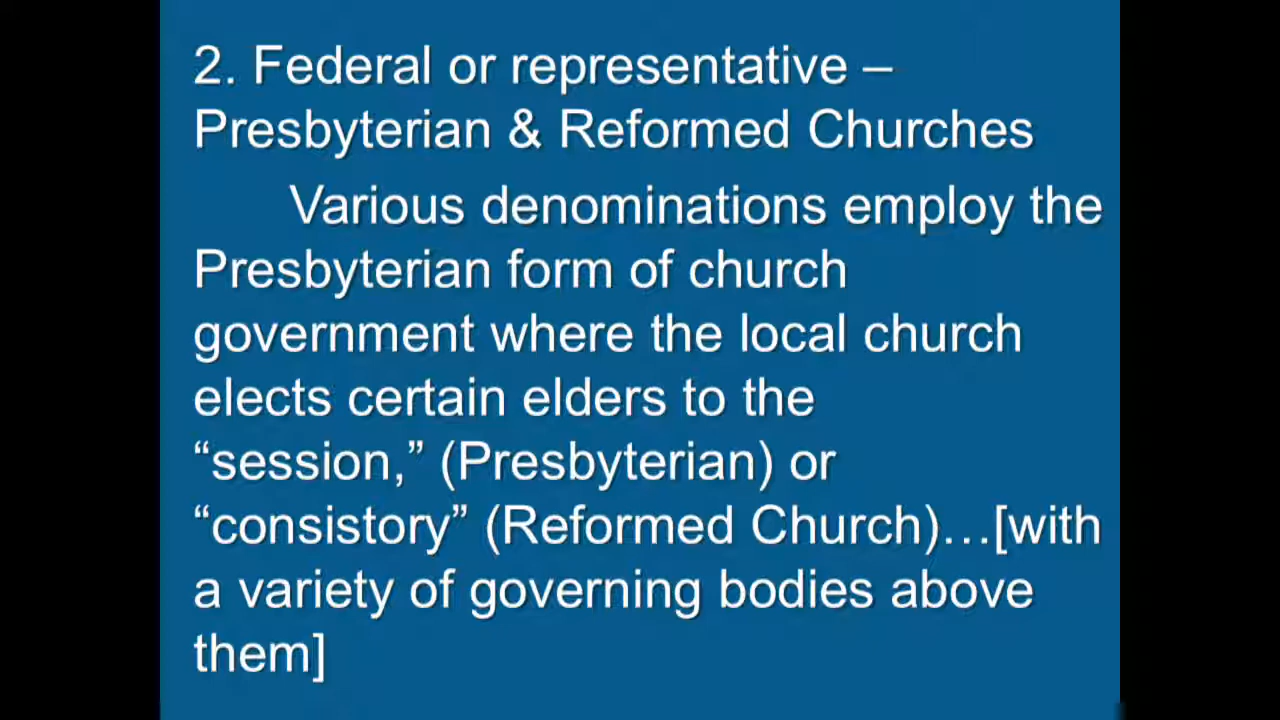 2. Federal or representative –
Presbyterian & Reformed Churches
Various denominations employ the
Presbyterian form of church
government where the local church
elects certain elders to the
“session,” (Presbyterian) or
“consistory” (Reformed Church)…[with
a variety of governing bodies above
them]